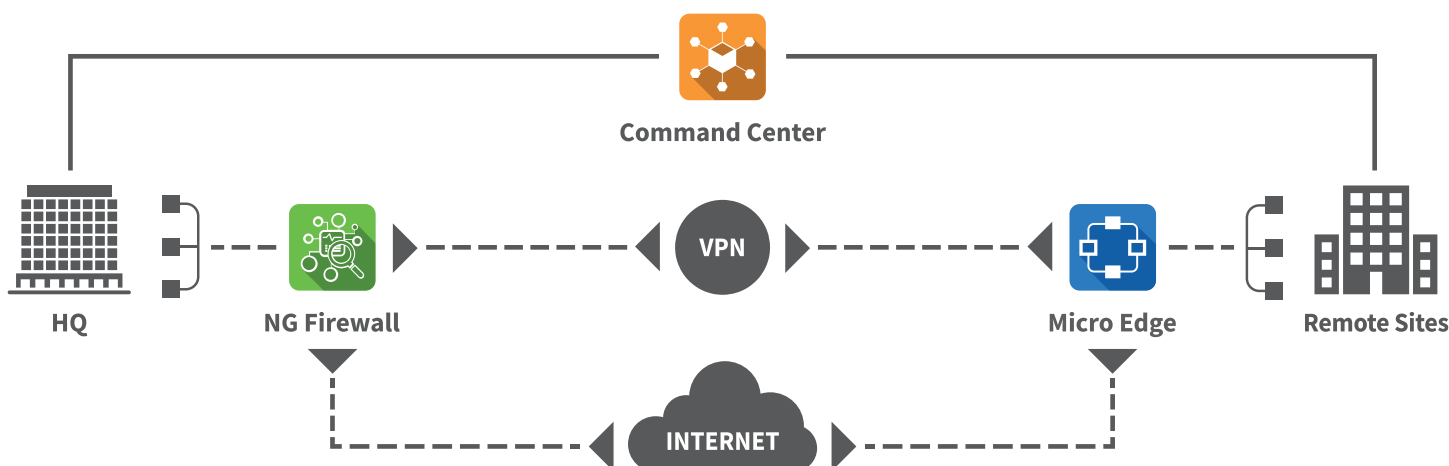 Command Center
VPN
HQ
NG Firewall
Micro Edge
Remote Sites
INTERNET